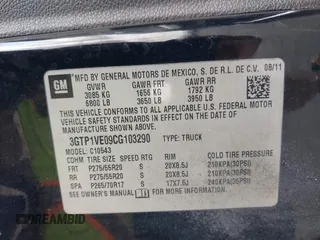 GM
MFD BY GENERAL MOTORS DE MEXICO, S. DE R.L. DE C.V. 08/11
GVWR GAWR FRT GAWR RR
3085 KG 1656 KG 1792 KG
6800 LB 3650 LB 3950 LB
THIS VEHICLE CONFORMS TO ALL APPLICABLE U.S.
FEDERAL MOTOR VEHICLE SAFETY STANDARDS IN EFFECT
ON THE DATE OF MANUFACTURE SHOWN ABOVE.
3GTP1VE09CG103290 TYPE: TRUCK
MODEL: C10543
TIRE SIZE SPEED RTG RIM COLD TIRE PRESSURE
FRT P275/55R20 S 20X8.5J 210KPA(30PSI)
RR P275/55R20 S 20X8.5J 210KPA(30PSI)
SPA P265/70R17 S 17X7.5J 240KPA(35PSI)
SEE OWNER'S MANUAL FOR ADDITIONAL INFORMATION.
EPICBID